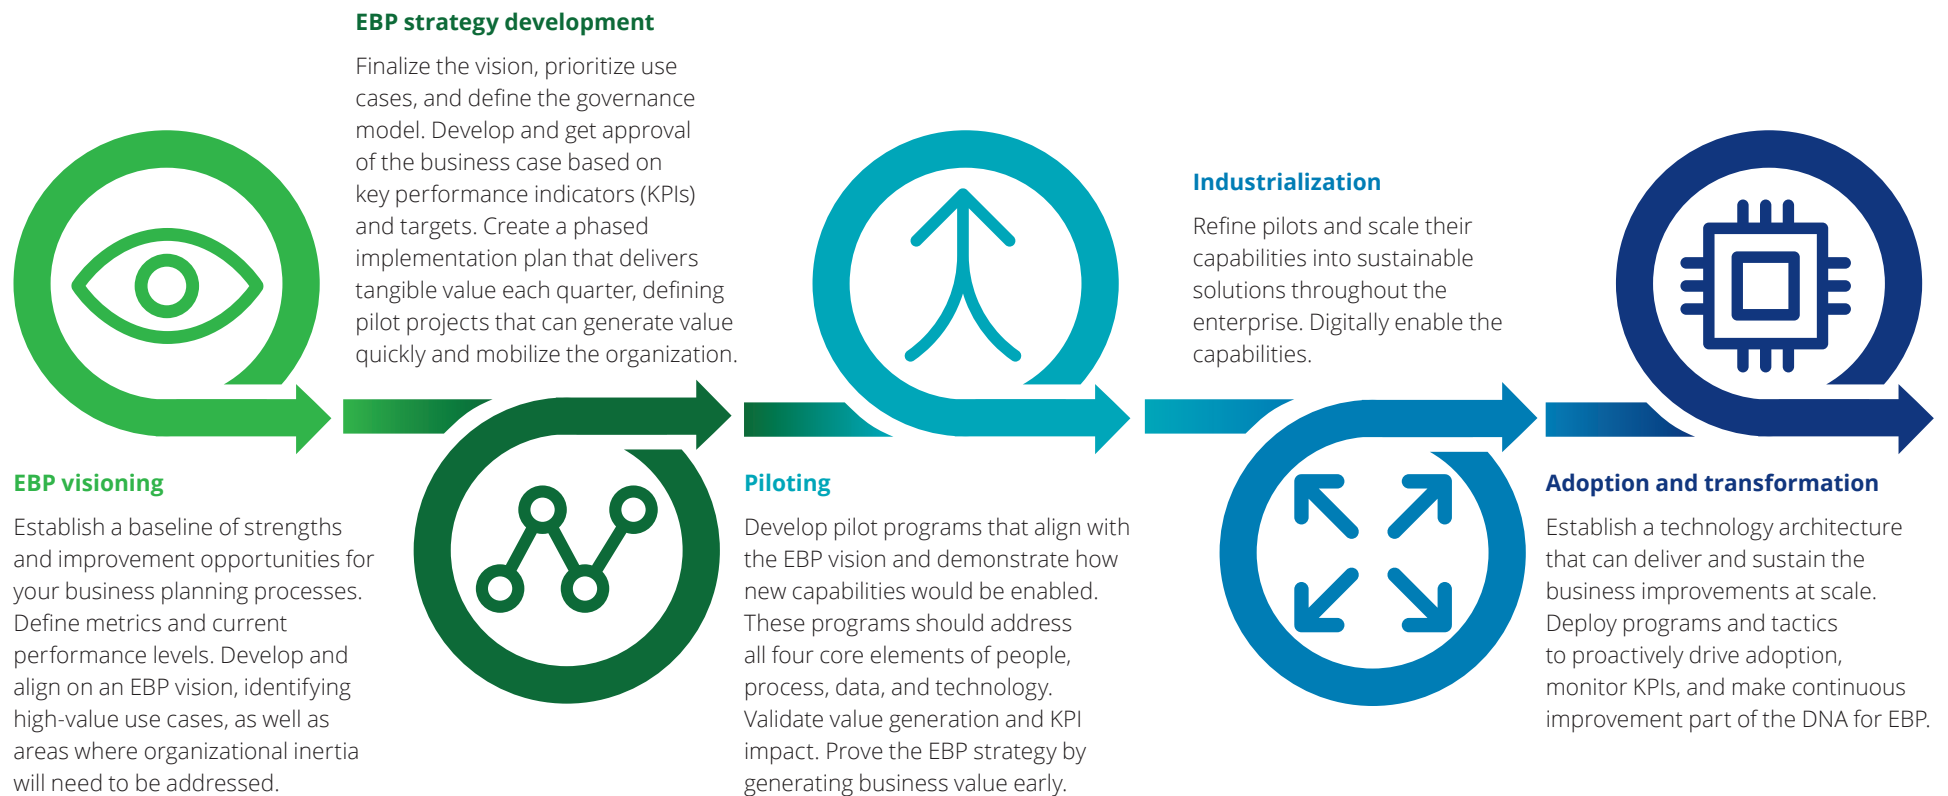 EBP visioning
Establish a baseline of strengths
and improvement opportunities for
your business planning processes.
Define metrics and current
performance levels. Develop and
align on an EBP vision, identifying
high-value use cases, as well as
areas where organizational inertia
will need to be addressed.
EBP strategy development
Finalize the vision, prioritize use
cases, and define the governance
model. Develop and get approval
of the business case based on
key performance indicators (KPIs)
and targets. Create a phased
implementation plan that delivers
tangible value each quarter, defining
pilot projects that can generate value
quickly and mobilize the organization.
Piloting
Develop pilot programs that align with
the EBP vision and demonstrate how
new capabilities would be enabled.
These programs should address
all four core elements of people,
process, data, and technology.
Validate value generation and KPI
impact. Prove the EBP strategy by
generating business value early.
Industrialization
Refine pilots and scale their
capabilities into sustainable
solutions throughout the
enterprise. Digitally enable the
capabilities.
Adoption and transformation
Establish a technology architecture
that can deliver and sustain the
business improvements at scale.
Deploy programs and tactics
to proactively drive adoption,
monitor KPIs, and make continuous
improvement part of the DNA for EBP.